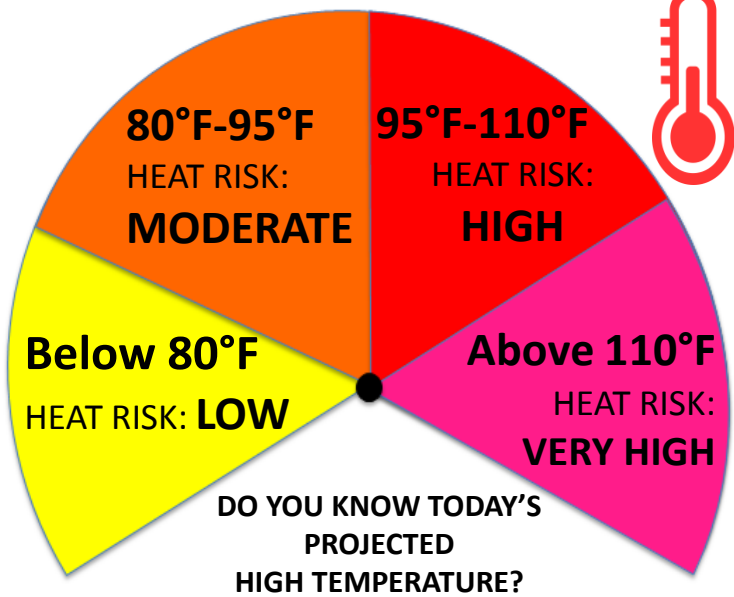 80°F-95°F
HEAT RISK:
MODERATE
95°F-110°F
HEAT RISK:
HIGH
Below 80°F
HEAT RISK: LOW
Above 110°F
HEAT RISK:
VERY HIGH
DO YOU KNOW TODAY’S
PROJECTED
HIGH TEMPERATURE?